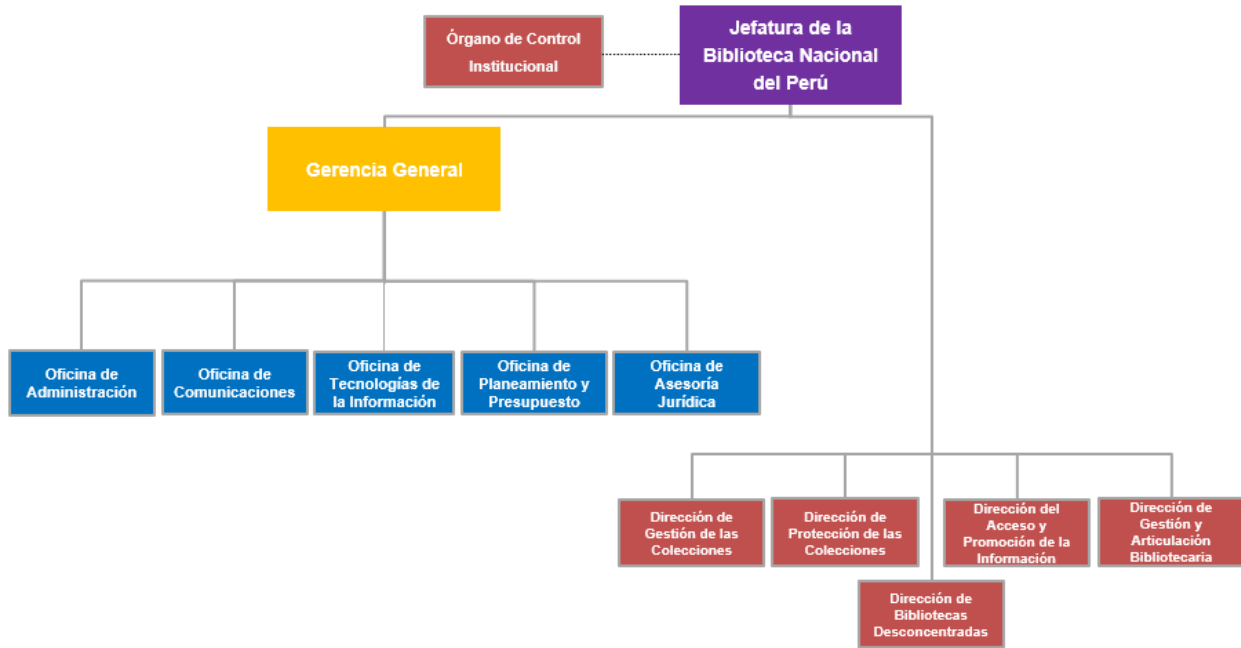 Órgano de Control
Institucional
Jefatura de la
Biblioteca Nacional
del Perú
Gerencia General
Oficina de
Administración
Oficina de
Comunicaciones
Oficina de
Tecnologías de
la Información
Oficina de
Planeamiento y
Presupuesto
Oficina de
Asesoría
Jurídica
Dirección de
Gestión de las
Colecciones
Dirección de
Protección de las
Colecciones
Dirección del
Acceso y
Promoción de la
Información
Dirección de
Gestión y
Articulación
Bibliotecaria
Dirección de
Bibliotecas
Desconcentradas